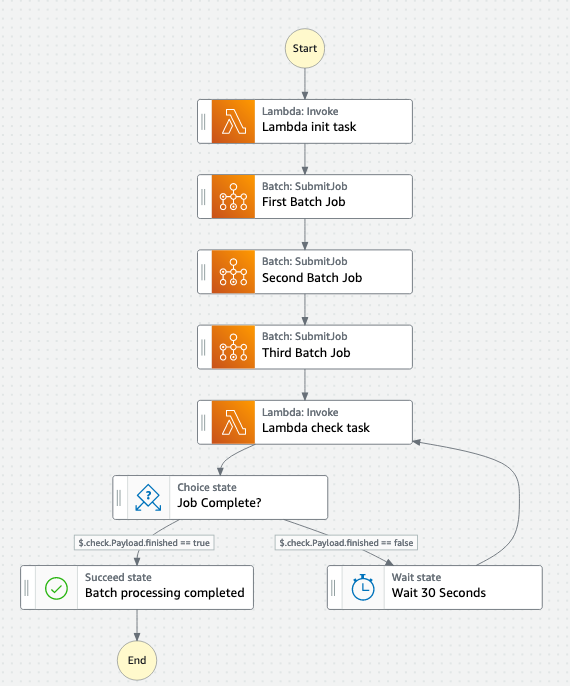 Start
Lambda: Invoke
Lambda init task
Batch: SubmitJob
First Batch Job
Batch: SubmitJob
Second Batch Job
Batch: SubmitJob
Third Batch Job
Lambda: Invoke
Lambda check task
Choice state
Job Complete?
$.check.Payload.finished == true
$.check.Payload.finished == false
Succeed state
Batch processing completed
Wait state
Wait 30 Seconds
End